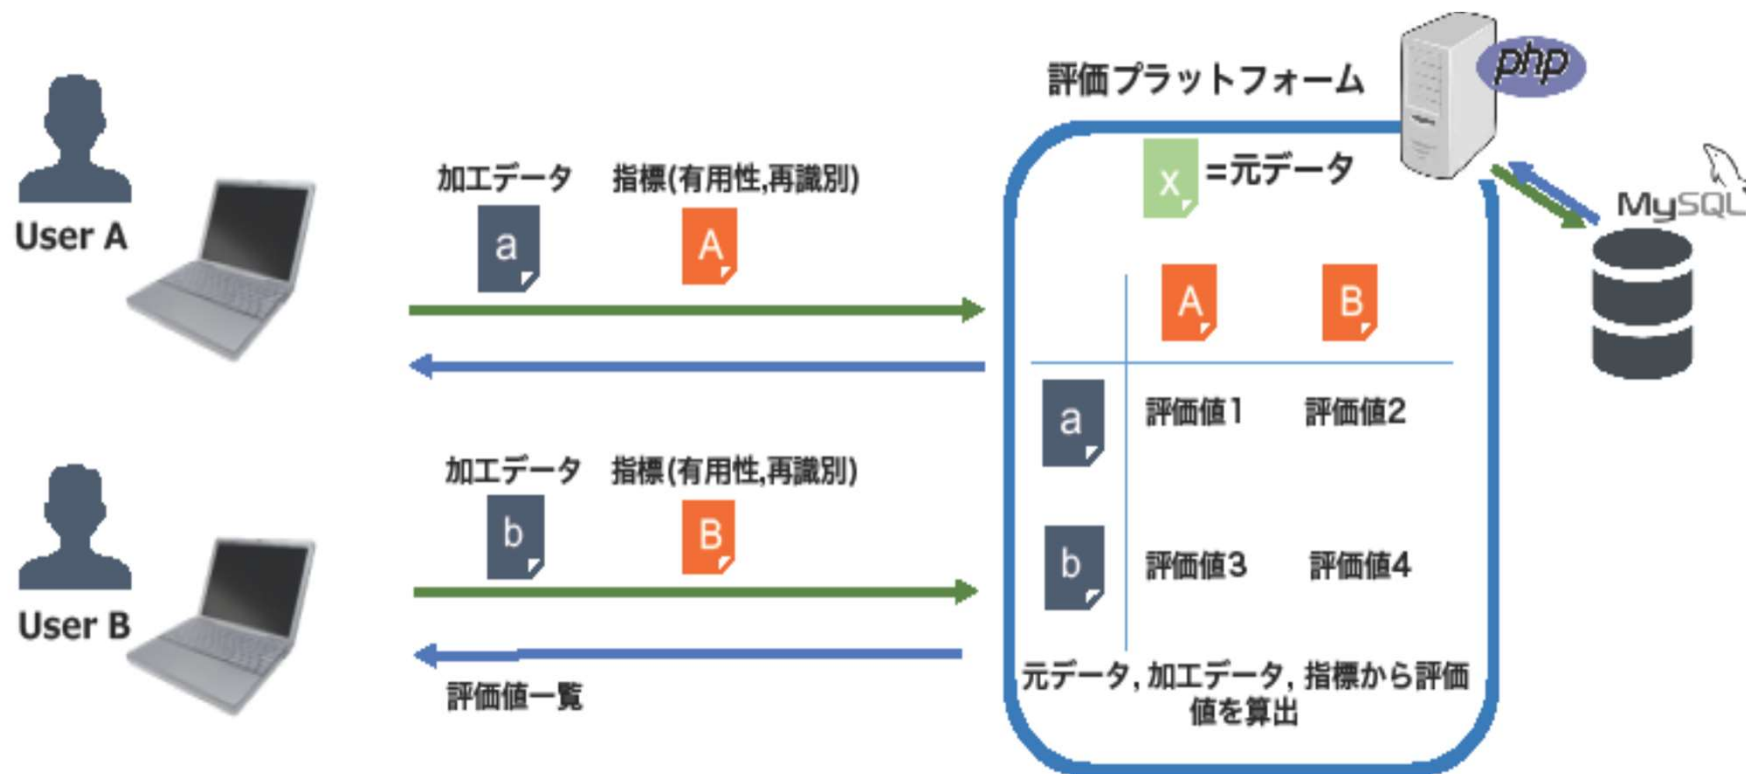 評価プラットフォーム
php
x =元データ
MySQL
User A
加工データ 指標(有用性,再識別)
a A
A B
a 評価値1 評価値2
User B
加工データ 指標(有用性,再識別)
b B
b 評価値3 評価値4
評価値一覧
元データ, 加工データ, 指標から評価
値を算出